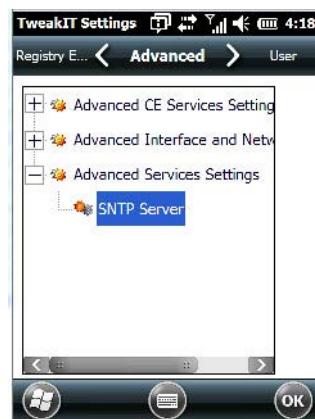 TweakIT Settings 4:18
Registry E... Advanced User
Advanced CE Services Setting
Advanced Interface and Netw
Advanced Services Settings
SNTP Server
OK